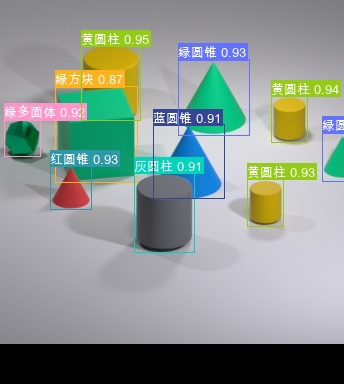 黄圆柱 0.95
绿圆锥 0.93
绿方块 0.87
黄圆柱 0.94
绿多面体 0.92
蓝圆锥 0.91
绿圆
红圆锥 0.93
灰圆柱 0.91
黄圆柱 0.93